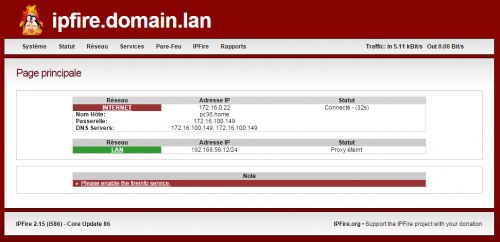 ipfire.domain.lan
Système Statut Réseau Services Pare-Feu IPFire Rapports Traffic: In 5.11 kBit/s Out 0.00 Bit/s
Page principale
Réseau Adresse IP Statut
INTERNET 172.16.0.22 Connecté - (32s)
Nom Hôte: pc36.home
Passerelle: 172.16.100.149
DNS Servers: 172.16.100.149, 172.16.100.149
Réseau Adresse IP Statut
LAN 192.168.56.12/24 Proxy éteint
Note
• Please enable the fireinfo service.
IPFire 2.15 (i586) - Core Update 86 IPFire.org • Support the IPFire project with your donation